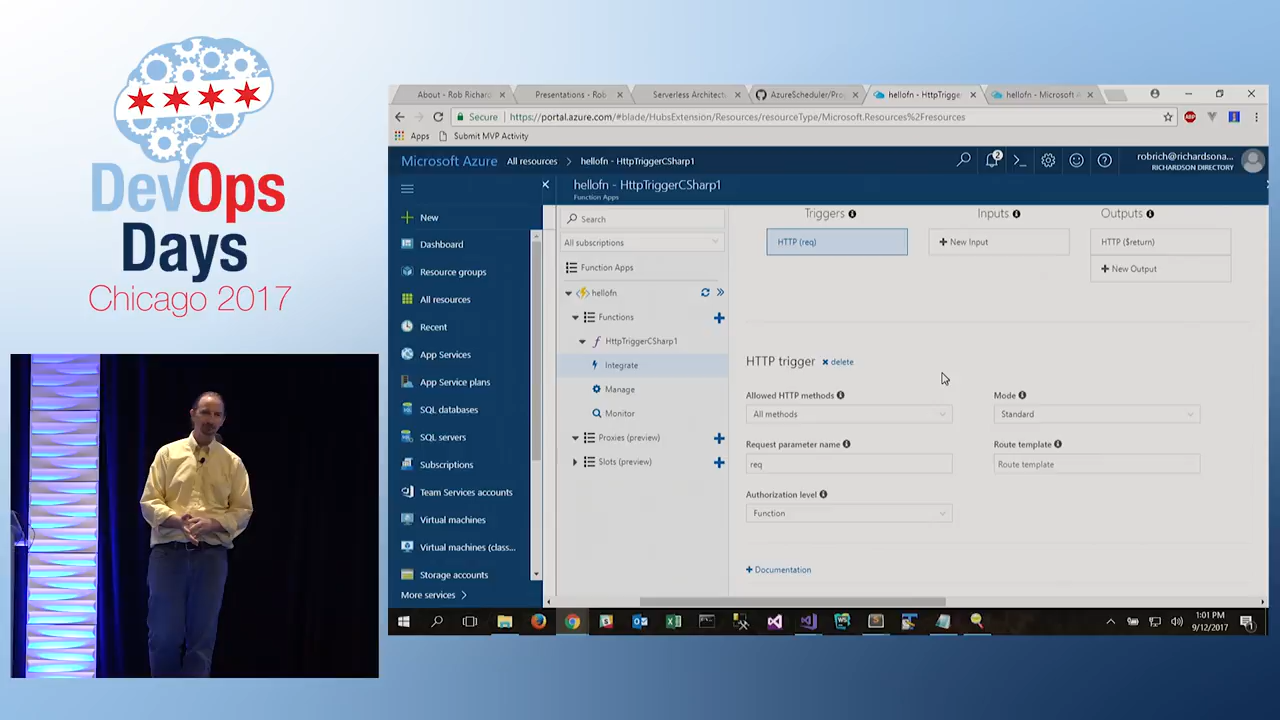 DevOps
Days
Chicago 2017
About - Rob Richard
Presentations - Rob
Serverless Architect
AzureScheduler/Pro
hellofn - HttpTrigge
hellofn - Microsoft A
Secure
https://portal.azure.com/#blade/HubsExtension/Resources/resourceType/Microsoft.Resources%2Fresources
ABP
Apps
Submit MVP Activity
Microsoft Azure
All resources
hellofn - HttpTriggerCSharp1
2
robrich@richardsona...
RICHARDSON DIRECTORY
hellofn - HttpTriggerCSharp1
Function Apps
New
Dashboard
Resource groups
All resources
Recent
App Services
App Service plans
SQL databases
SQL servers
Subscriptions
Team Services accounts
Virtual machines
Virtual machines (class...
Storage accounts
More services
Search
All subscriptions
Function Apps
hellofn
Functions
HttpTriggerCSharp1
Integrate
Manage
Monitor
Proxies (preview)
Slots (preview)
Triggers
Inputs
Outputs
HTTP (req)
New Input
HTTP ($return)
New Output
HTTP trigger
delete
Allowed HTTP methods
Mode
All methods
Standard
Request parameter name
Route template
req
Route template
Authorization level
Function
Documentation
1:01 PM
9/12/2017